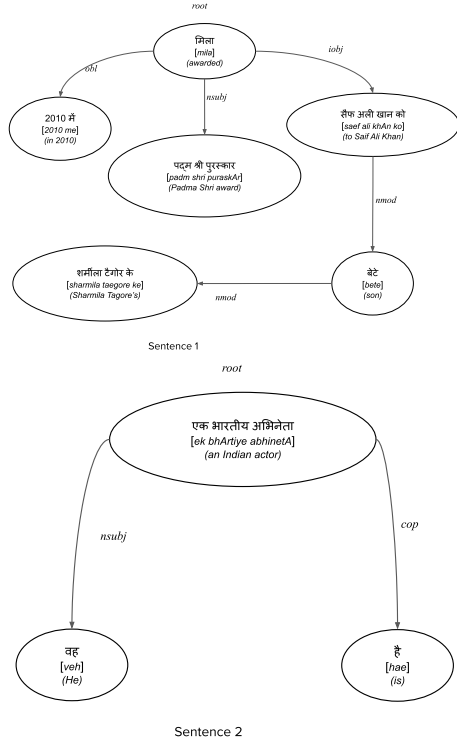 root
मिला
[mila]
(awarded)
obl
nsubj
iobj
2010 में
[2010 me]
(in 2010)
पद्म श्री पुरस्कार
[padm shri puraskAr]
(Padma Shri award)
सैफ अली खान को
[saef ali khAn ko]
(to Saif Ali Khan)
nmod
शर्मीला टैगोर के
[sharmila taegore ke]
(Sharmila Tagore's)
nmod
बेटे
[bete]
(son)
Sentence 1
root
एक भारतीय अभिनेता
[ek bhArtiye abhinetA]
(an Indian actor)
nsubj
cop
वह
[veh]
(He)
है
[hae]
(is)
Sentence 2